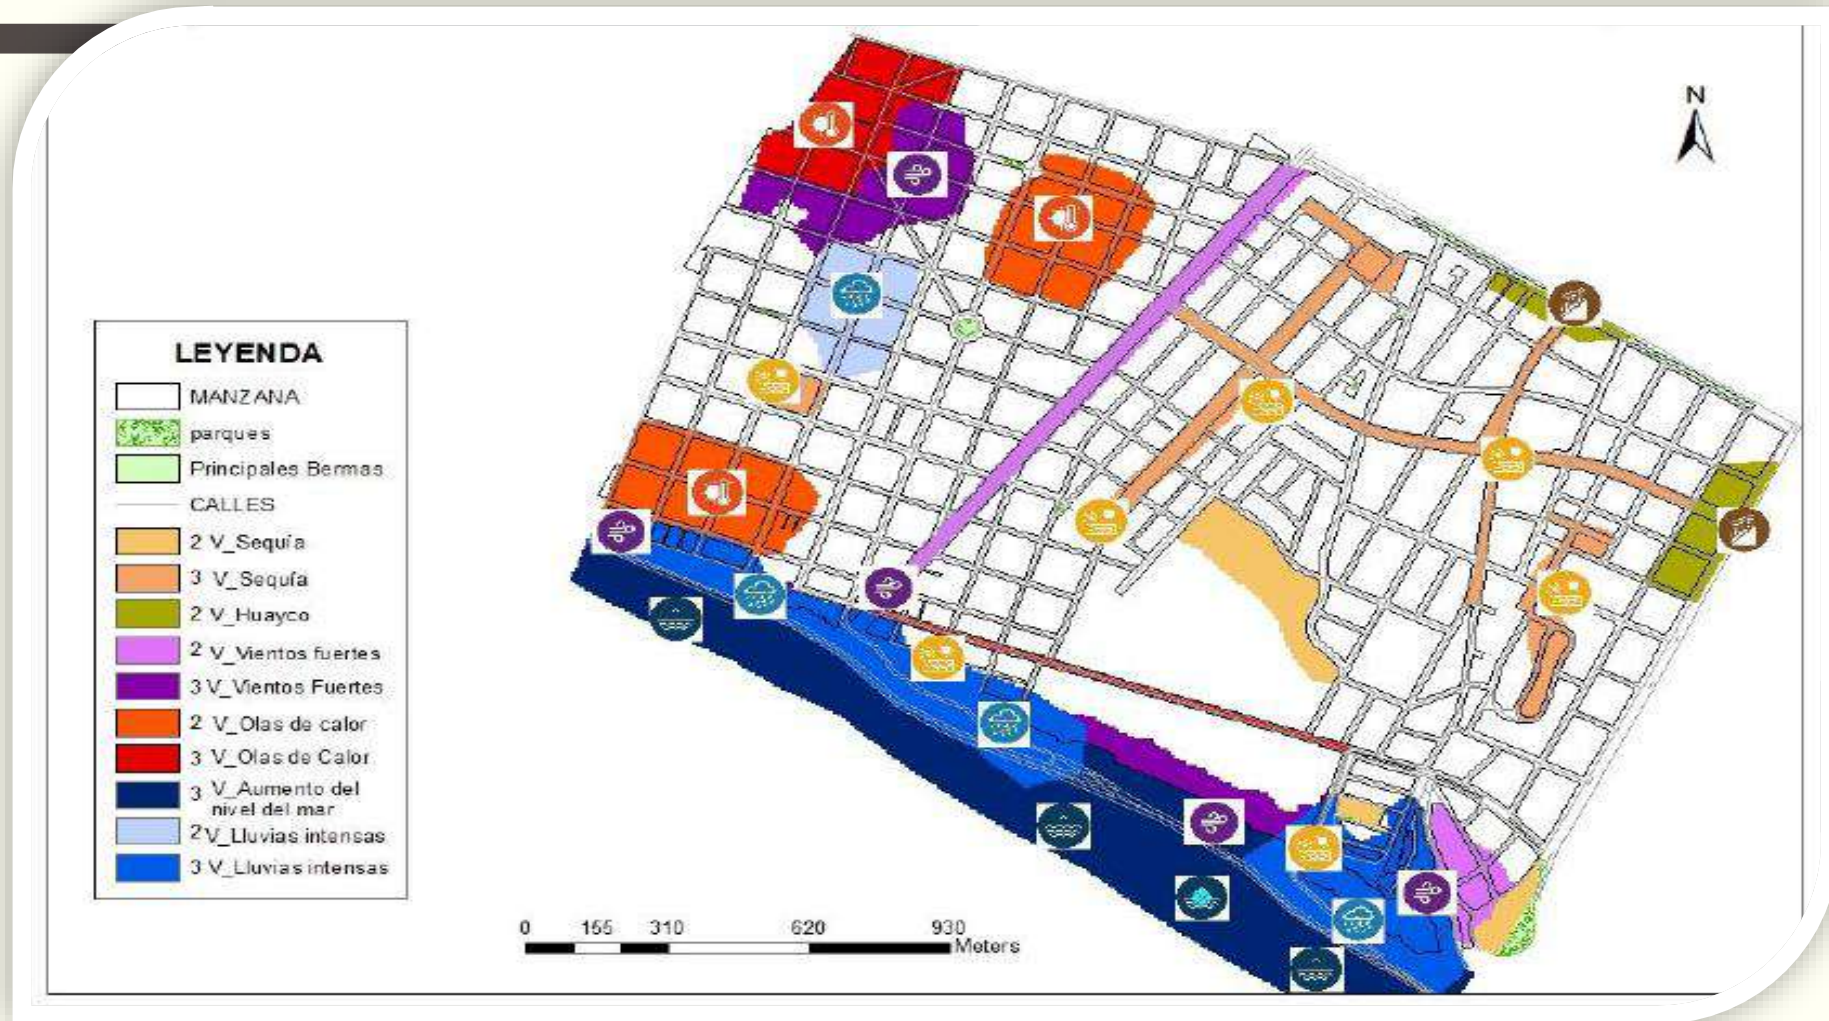 N
LEYENDA
MANZANA
parques
Principales Bermas
CALLES
2 V_Sequía
3 V_Sequía
2 V_Huayco
2 V_Vientos fuertes
3 V_Vientos Fuertes
2 V_Olas de calor
3 V_Olas de Calor
3 V_Aumento del
nivel del mar
2 V_Lluvias intensas
3 V_Lluvias intensas
0 155 310 620 930
Meters